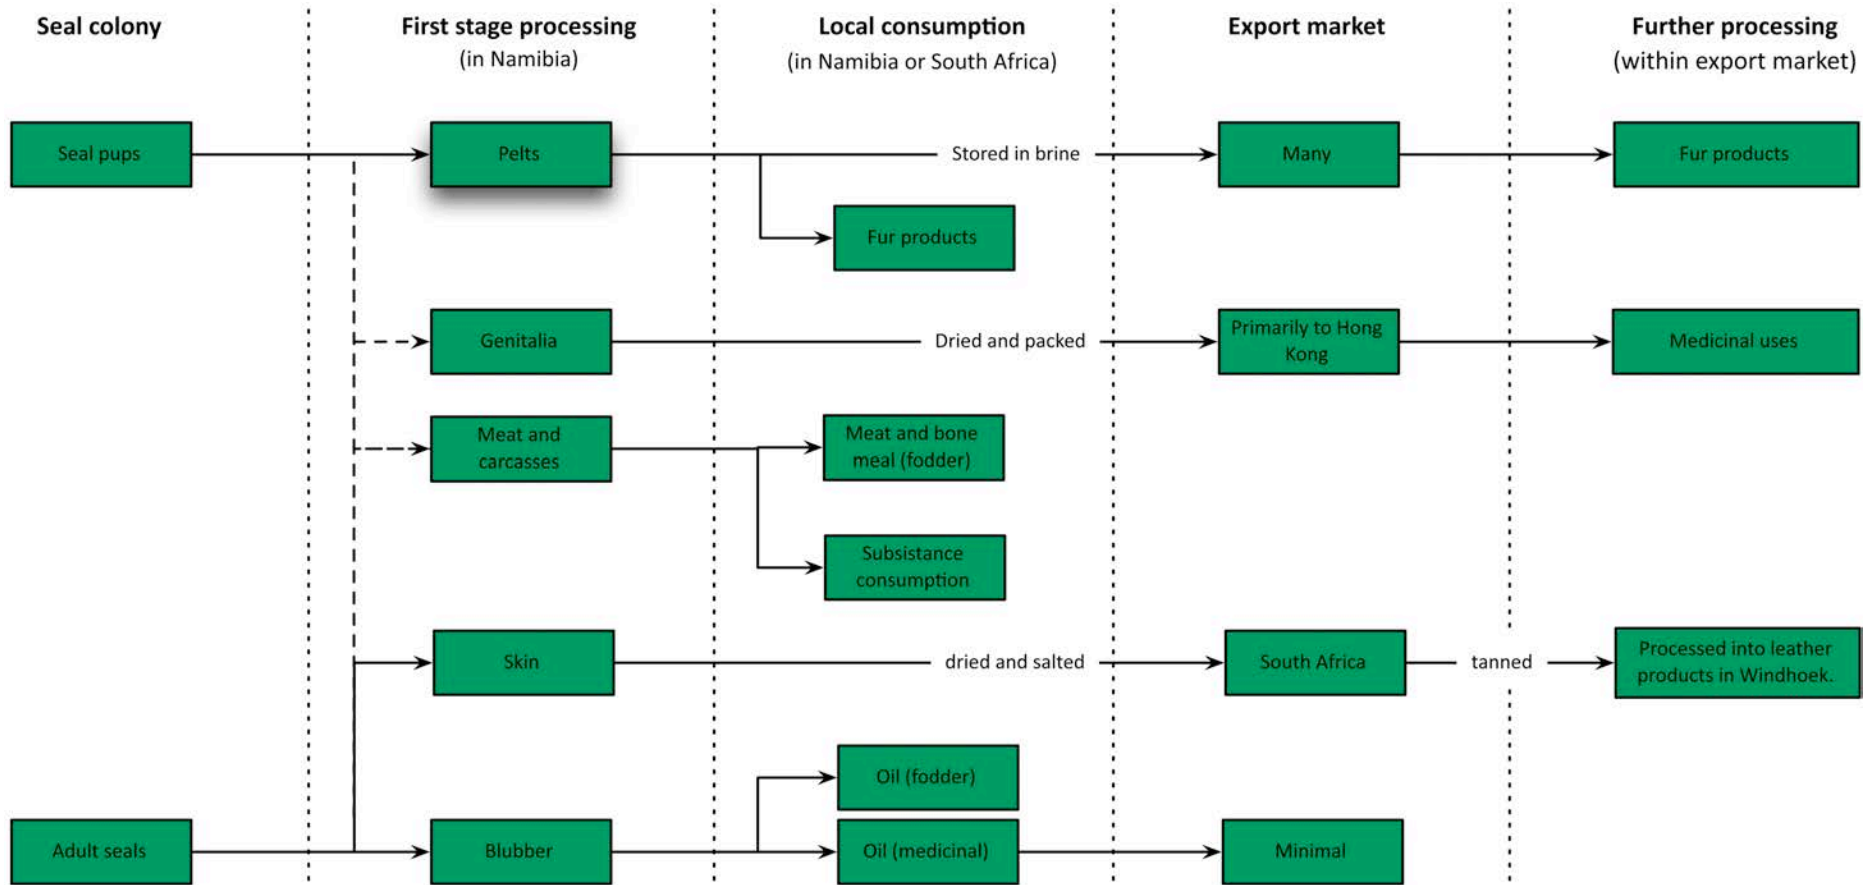 Seal colony
First stage processing
(in Namibia)
Local consumption
(in Namibia or South Africa)
Export market
Further processing
(within export market)
Seal pups
Pelts
Stored in brine
Many
Fur products
Fur products
Genitalia
Dried and packed
Primarily to Hong
Kong
Medicinal uses
Meat and
carcasses
Meat and bone
meal (fodder)
Subsistance
consumption
Skin
dried and salted
South Africa
tanned
Processed into leather
products in Windhoek.
Oil (fodder)
Adult seals
Blubber
Oil (medicinal)
Minimal